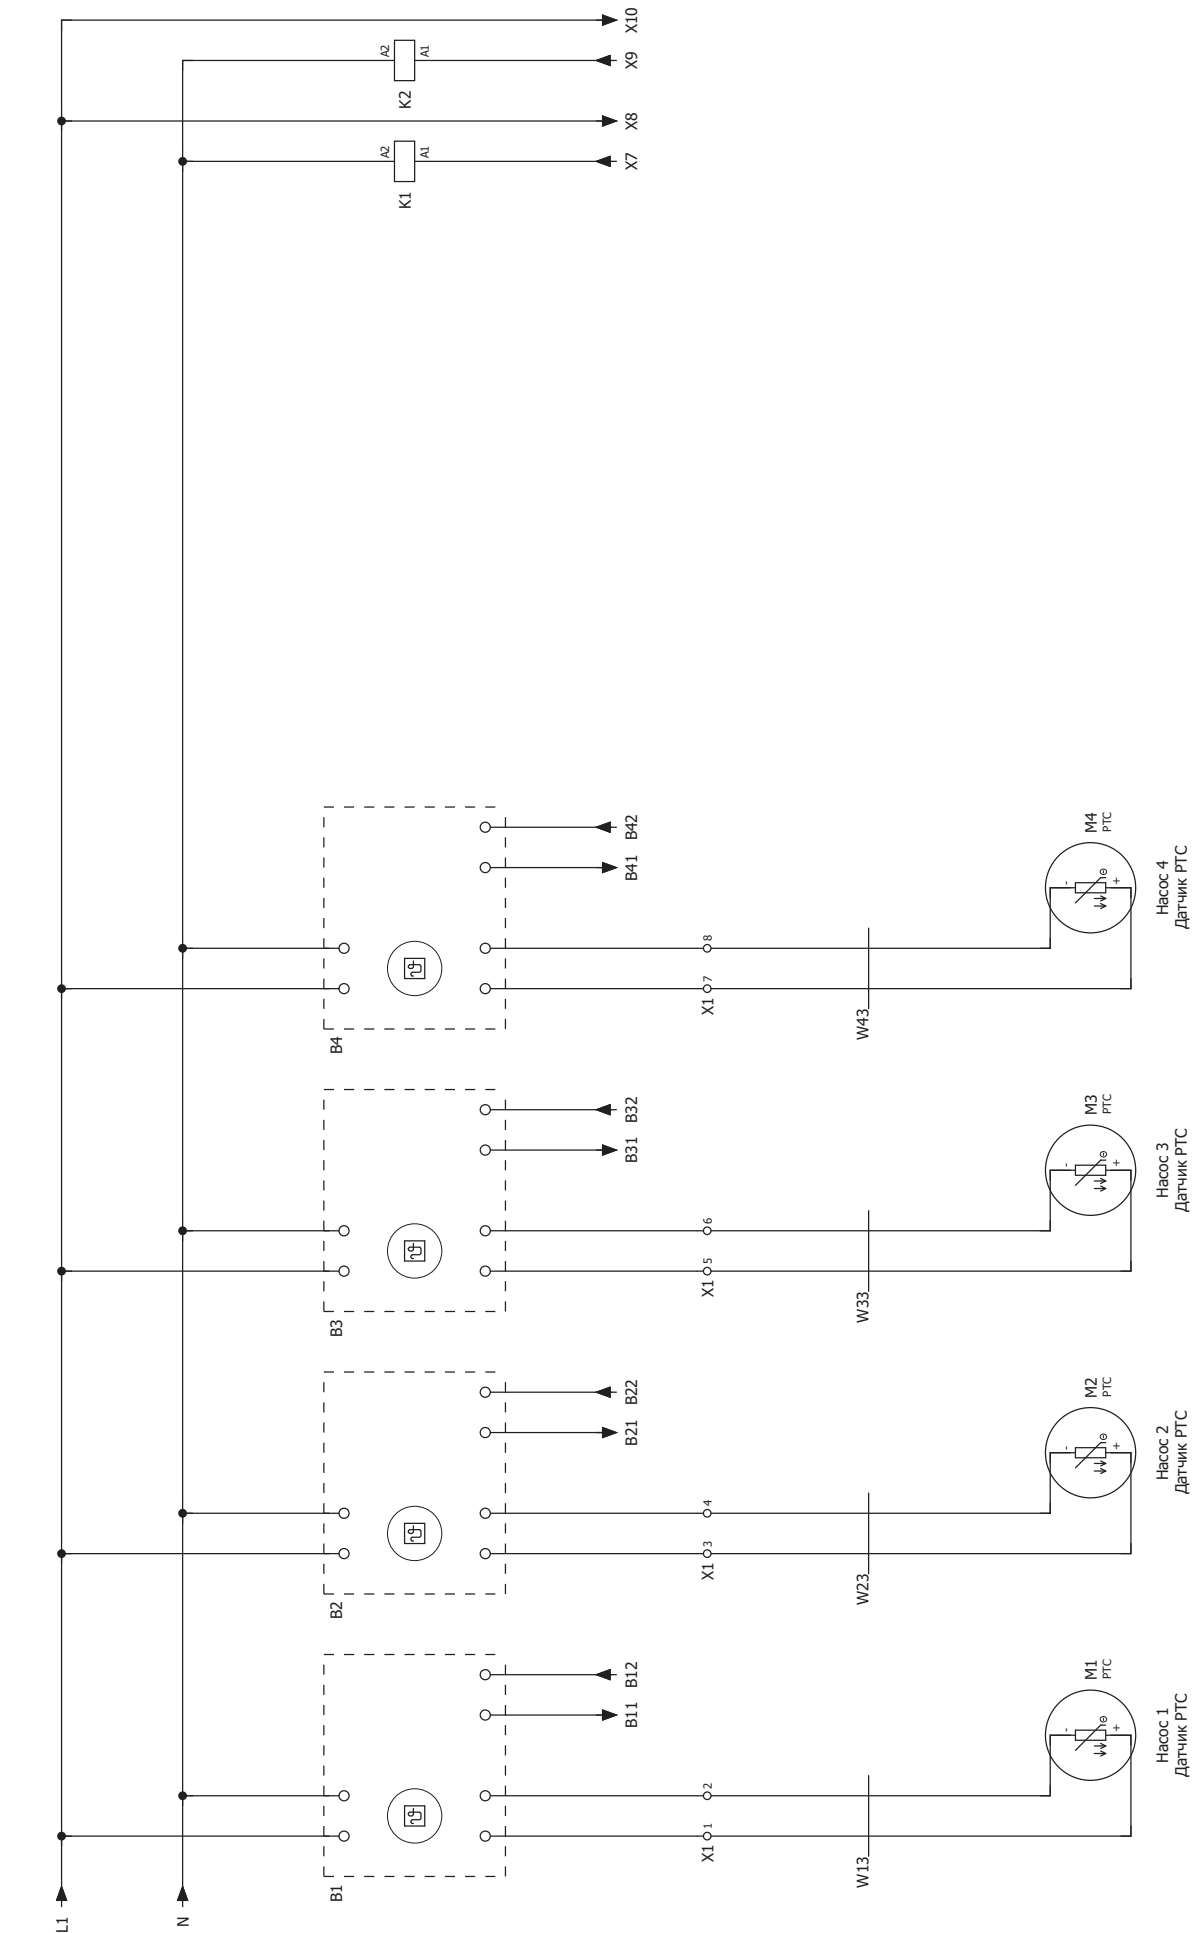 L1
N
B1
B2
B3
B4
K1
A2
A1
K2
A2
A1
B11
B12
B21
B22
B31
B32
B41
B42
X7
X8
X9
X10
X1
1
2
X1
3
4
X1
5
6
X1
7
8
W13
W23
W33
W43
-
+
M1
PTC
-
+
M2
PTC
-
+
M3
PTC
-
+
M4
PTC
Насос 1
Датчик PTC
Насос 2
Датчик PTC
Насос 3
Датчик PTC
Насос 4
Датчик PTC